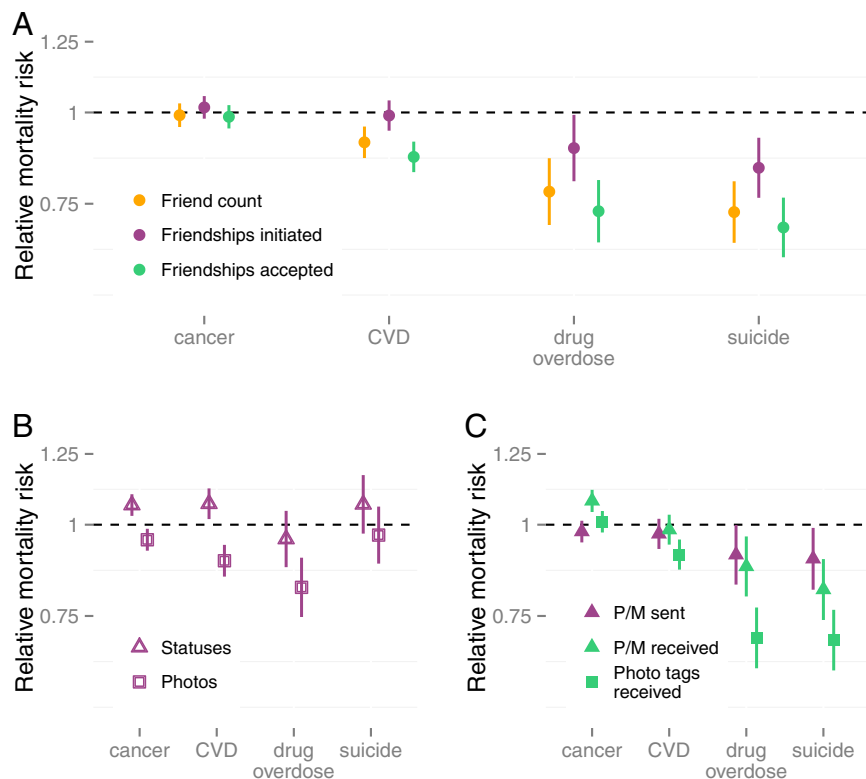 A
Relative mortality risk
1.25
1
0.75
Friend count
Friendships initiated
Friendships accepted
cancer
CVD
drug
overdose
suicide
B
Relative mortality risk
1.25
1
0.75
Statuses
Photos
cancer
CVD
drug
overdose
suicide
C
Relative mortality risk
1.25
1
0.75
P/M sent
P/M received
Photo tags
received
cancer
CVD
drug
overdose
suicide